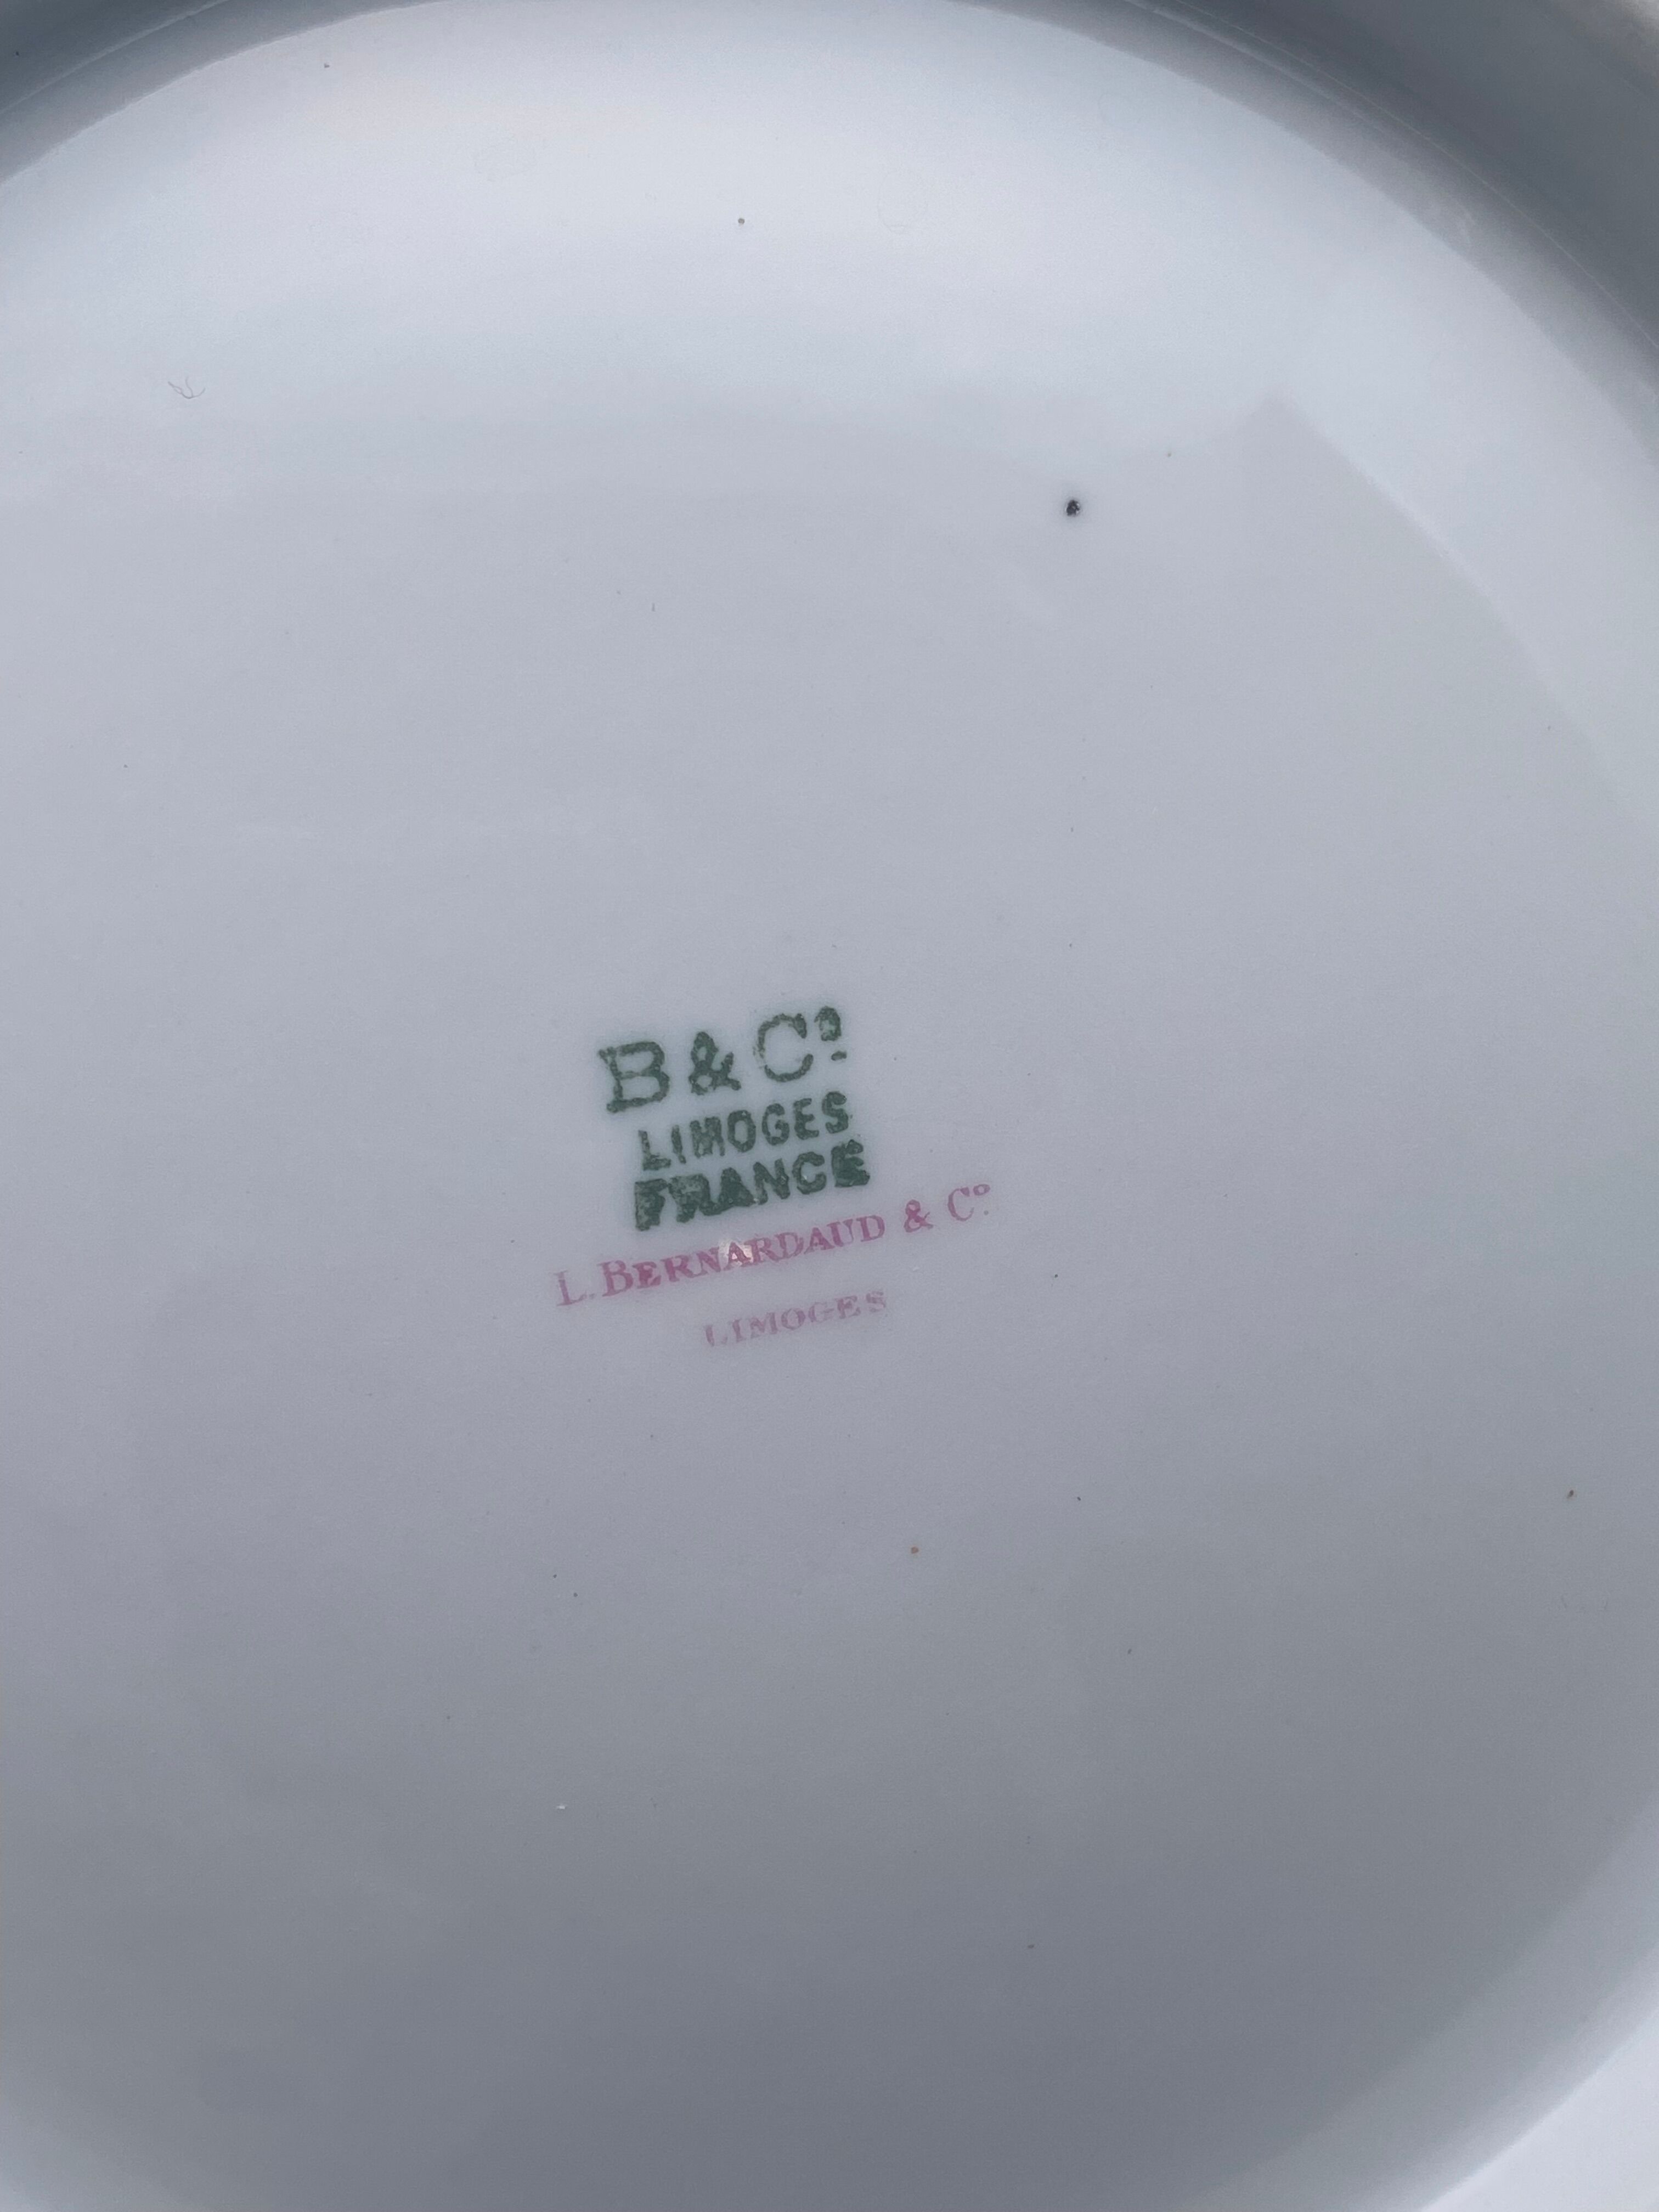 B & Cº
LIMOGES
FRANCE
L. BERNARDAUD & Cº
LIMOGES